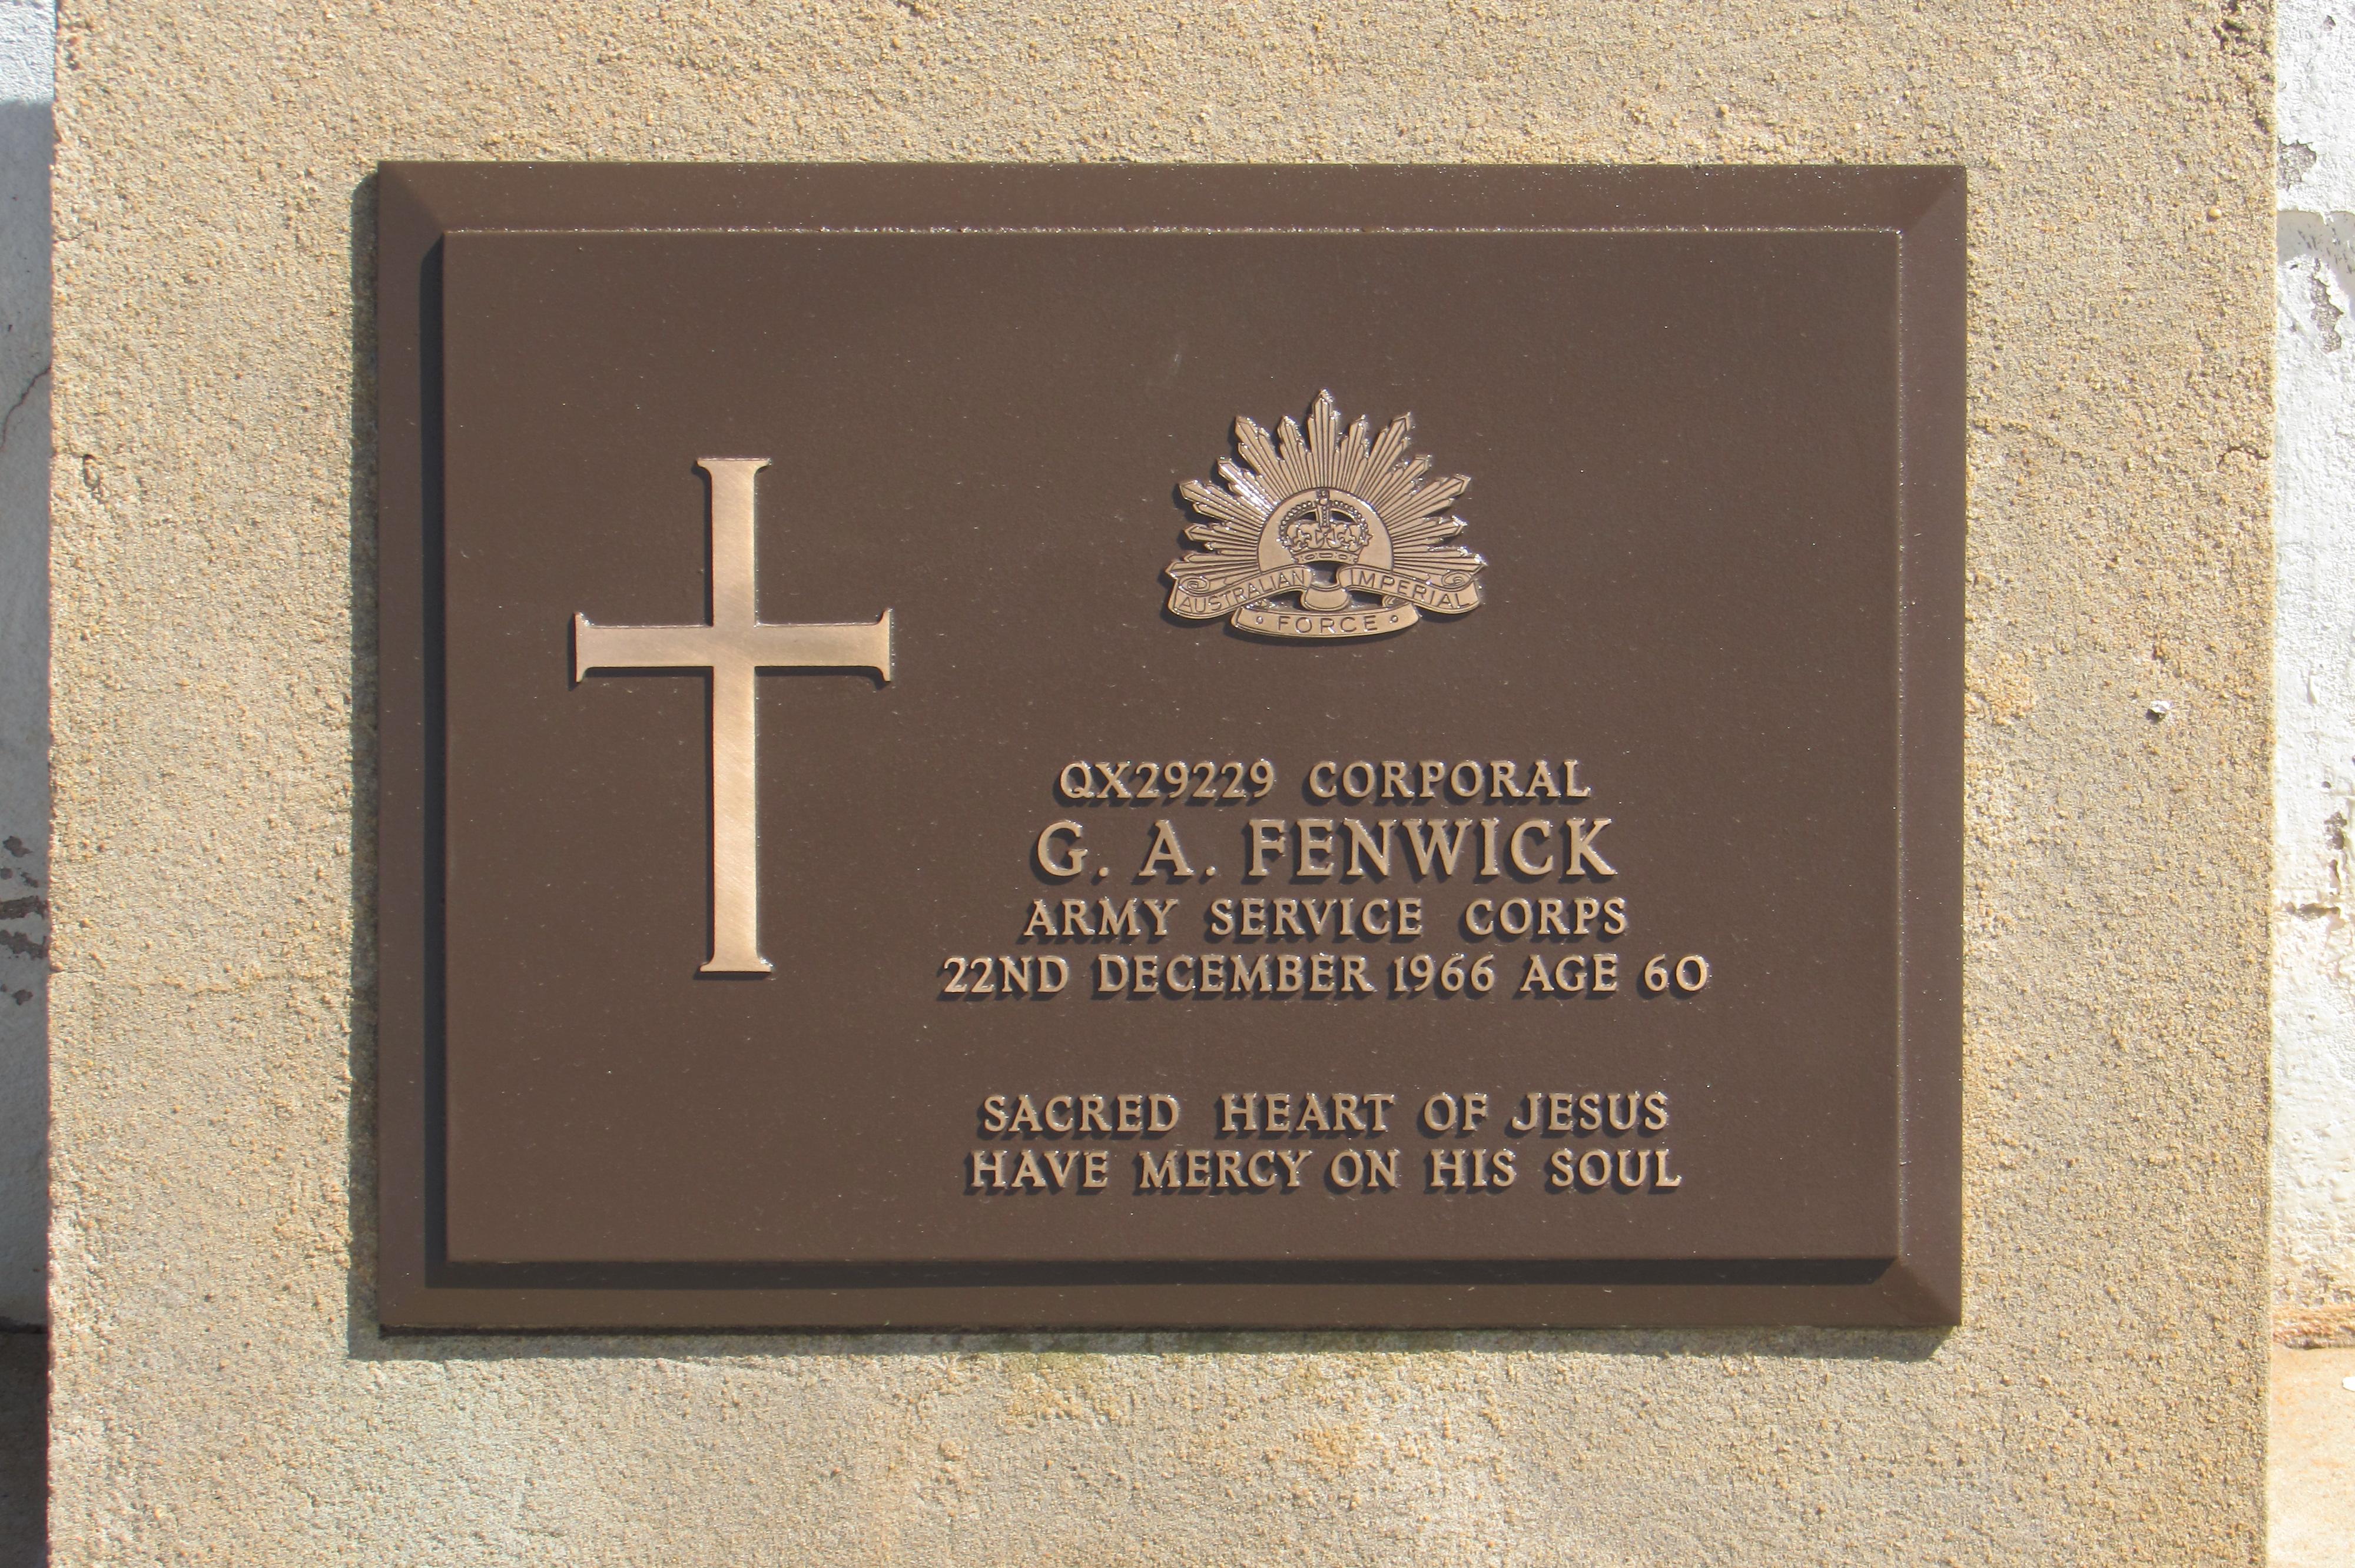 AUSTRALIAN IMPERIAL
FORCE
QX29229 CORPORAL
G. A. FENWICK
ARMY SERVICE CORPS
22ND DECEMBER 1966 AGE 60
SACRED HEART OF JESUS
HAVE MERCY ON HIS SOUL